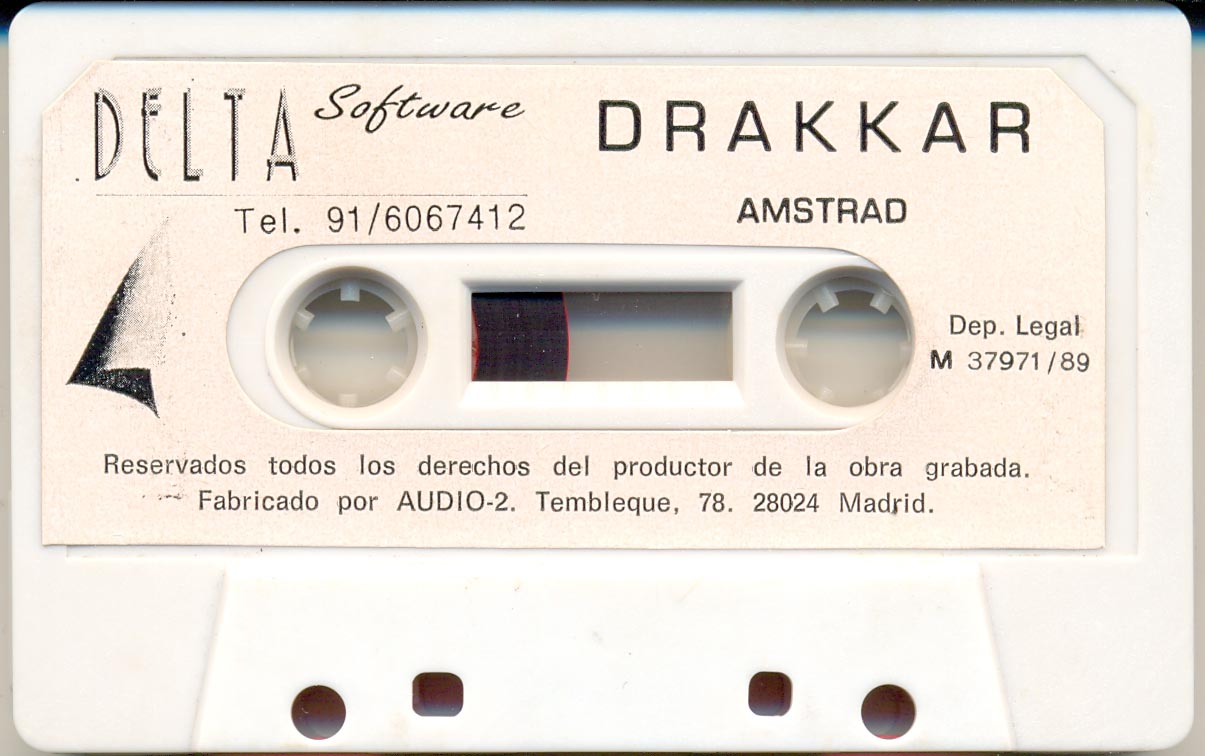 DELTA Software
Tel. 91/6067412
DRAKKAR
AMSTRAD
Dep. Legal
M 37971/89
Reservados todos los derechos del productor de la obra grabada.
Fabricado por AUDIO-2. Tembleque, 78. 28024 Madrid.